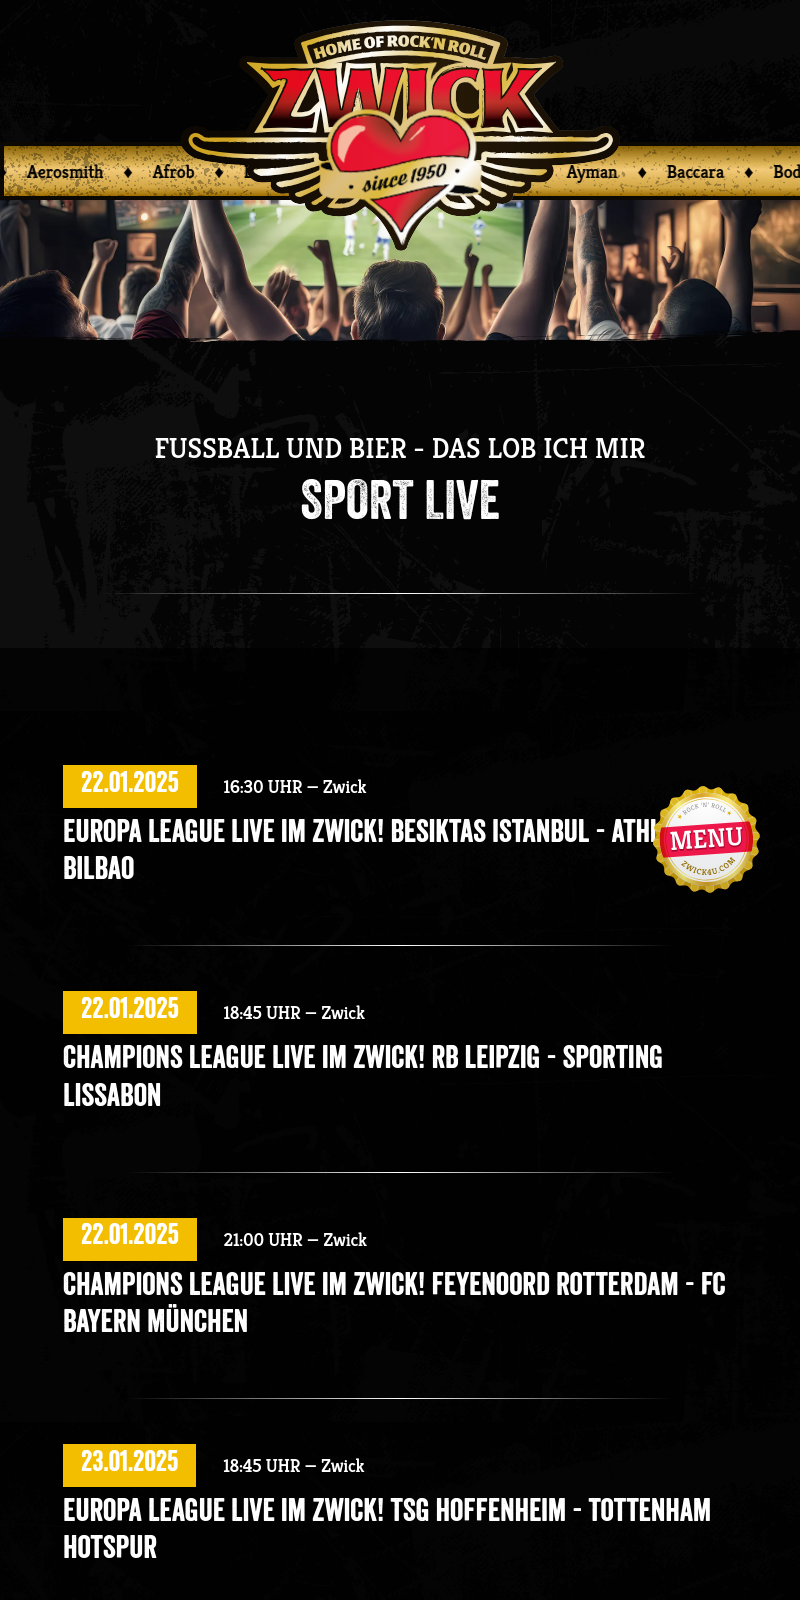 HOME OF ROCK'N ROLL
ZWICK
since 1950
Aerosmith ♦ Afrob ♦
Ayman ♦ Baccara ♦ Bod
FUSSBALL UND BIER - DAS LOB ICH MIR
SPORT LIVE
22.01.2025 16:30 UHR – Zwick
EUROPA LEAGUE LIVE IM ZWICK! BESIKTAS ISTANBUL - ATHL
BILBAO
ROCK 'N' ROLL
MENU
ZWICK4U.COM
22.01.2025 18:45 UHR – Zwick
CHAMPIONS LEAGUE LIVE IM ZWICK! RB LEIPZIG - SPORTING
LISSABON
22.01.2025 21:00 UHR – Zwick
CHAMPIONS LEAGUE LIVE IM ZWICK! FEYENOORD ROTTERDAM - FC
BAYERN MÜNCHEN
23.01.2025 18:45 UHR – Zwick
EUROPA LEAGUE LIVE IM ZWICK! TSG HOFFENHEIM - TOTTENHAM
HOTSPUR